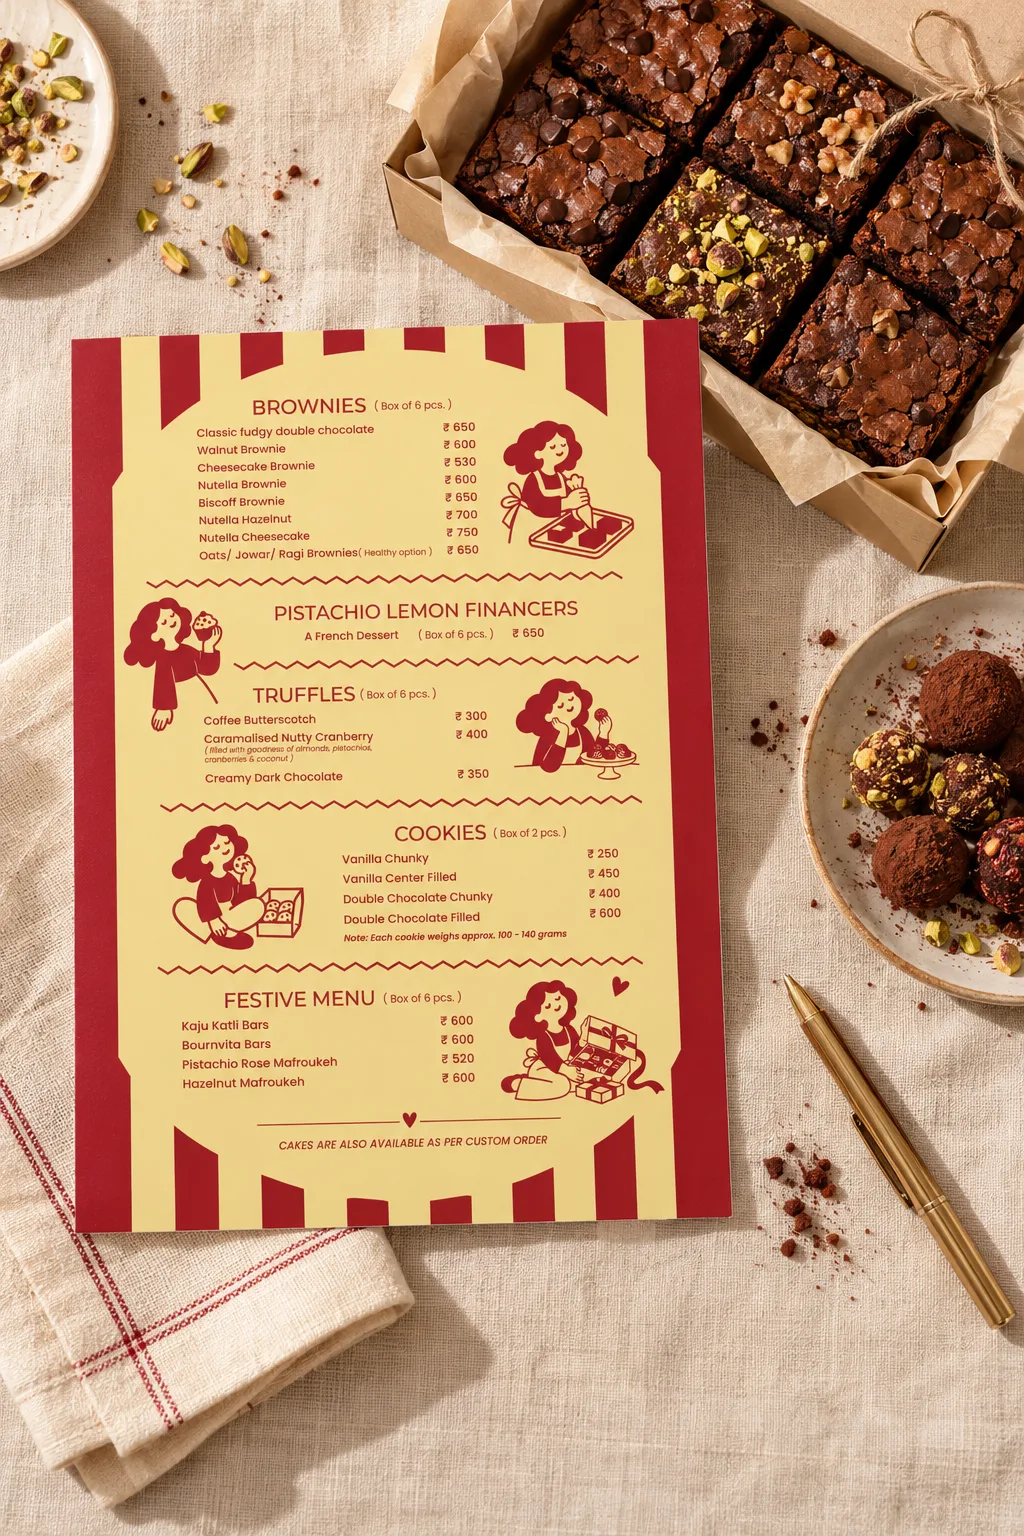 BROWNIES ( Box of 6 pcs. )
Classic fudgy double chocolate ₹ 650
Walnut Brownie ₹ 600
Cheesecake Brownie ₹ 530
Nutella Brownie ₹ 600
Biscoff Brownie ₹ 650
Nutella Hazelnut ₹ 700
Nutella Cheesecake ₹ 750
Oats/ Jowar/ Ragi Brownies( Healthy option ) ₹ 650
PISTACHIO LEMON FINANCERS
A French Dessert ( Box of 6 pcs. ) ₹ 650
TRUFFLES ( Box of 6 pcs. )
Coffee Butterscotch ₹ 300
Caramalised Nutty Cranberry ₹ 400
( filled with goodness of almonds, pistachios,
cranberries & coconut )
Creamy Dark Chocolate ₹ 350
COOKIES ( Box of 2 pcs. )
Vanilla Chunky ₹ 250
Vanilla Center Filled ₹ 450
Double Chocolate Chunky ₹ 400
Double Chocolate Filled ₹ 600
Note: Each cookie weighs approx. 100 - 140 grams
FESTIVE MENU ( Box of 6 pcs. )
Kaju Katli Bars ₹ 600
Bournvita Bars ₹ 600
Pistachio Rose Mafroukeh ₹ 520
Hazelnut Mafroukeh ₹ 600
CAKES ARE ALSO AVAILABLE AS PER CUSTOM ORDER